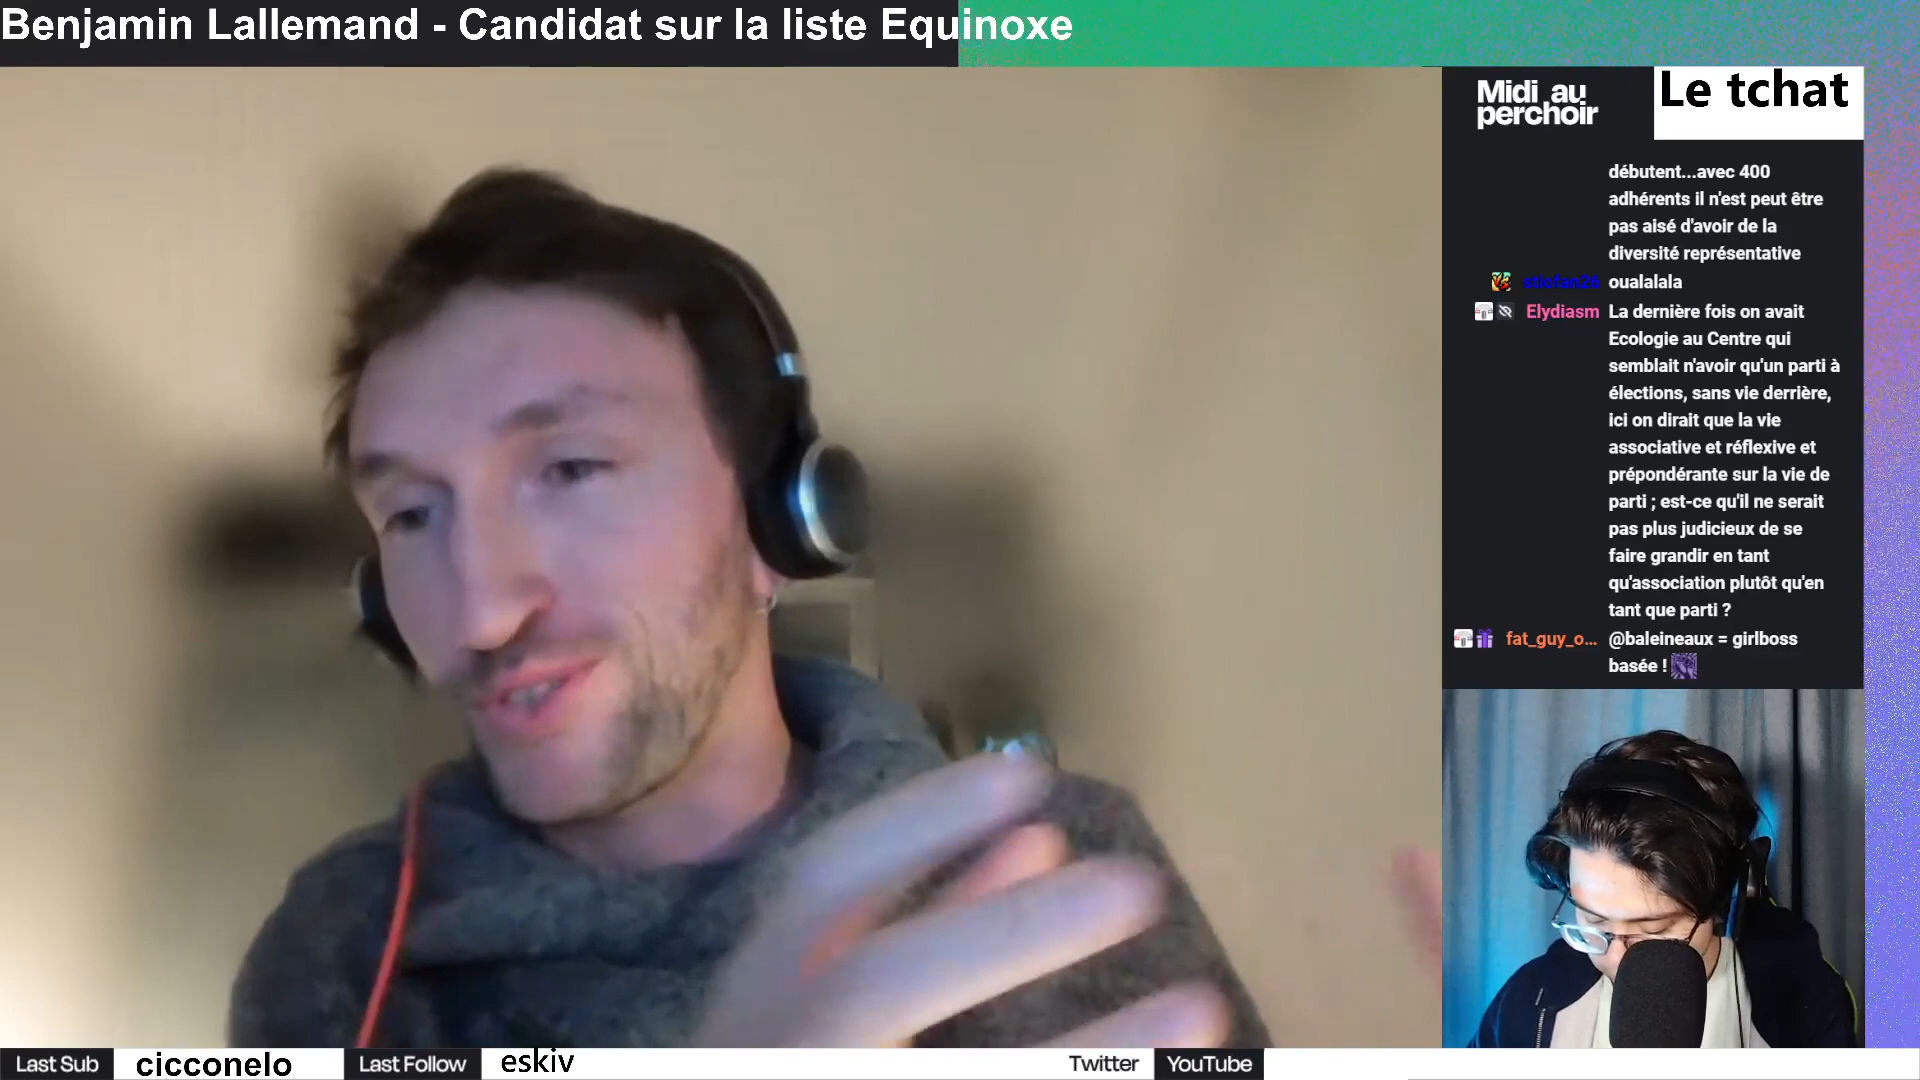 Benjamin Lallemand - Candidat sur la liste Equinoxe
Midi au
perchoir
Le tchat
débutent...avec 400
adhérents il n'est peut être
pas aisé d'avoir de la
diversité représentative
stiofan26 oualalala
Elydiasm La dernière fois on avait
Ecologie au Centre qui
semblait n'avoir qu'un parti à
élections, sans vie derrière,
ici on dirait que la vie
associative et réflexive et
prépondérante sur la vie de
parti ; est-ce qu'il ne serait
pas plus judicieux de se
faire grandir en tant
qu'association plutôt qu'en
tant que parti ?
fat_guy_o... @baleineaux = girlboss
basée !
Last Sub cicconelo Last Follow eskiv Twitter YouTube